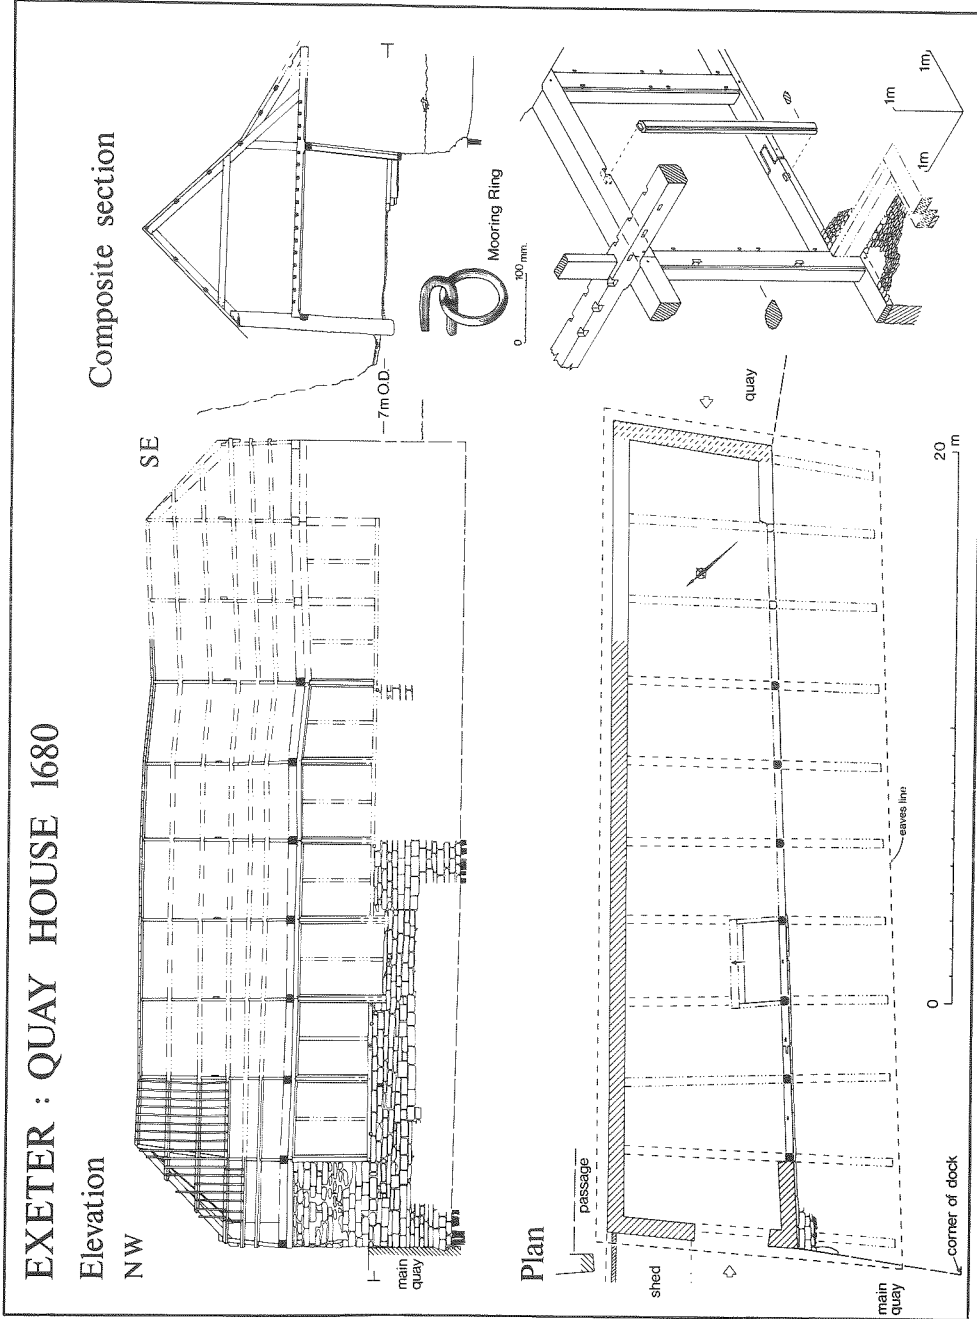 EXETER : QUAY HOUSE 1680
Elevation
NW
SE
Composite section
7m O.D.
main
quay
0
100 mm.
Mooring Ring
Plan
passage
shed
main
quay
corner of dock
0
20
m
eaves line
quay
1m
1m
1m